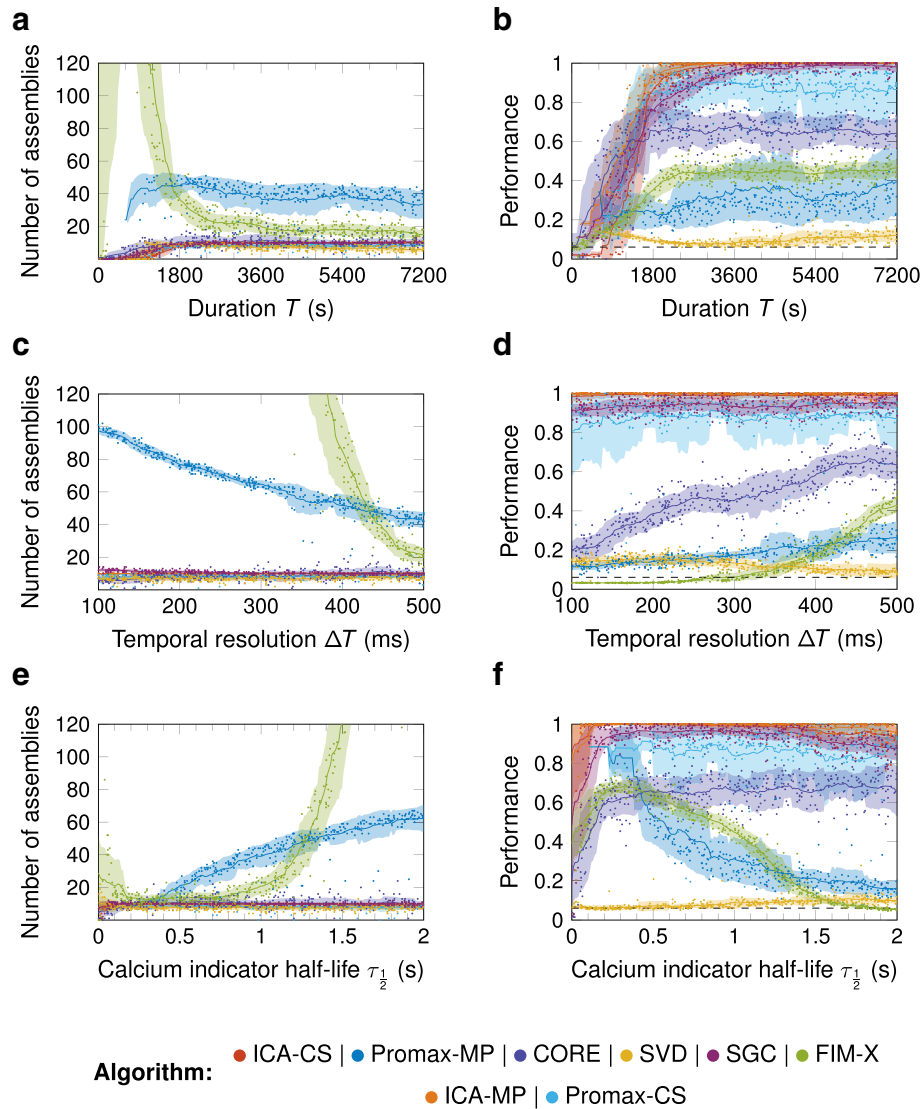 a
b
Number of assemblies
120
100
80
60
40
20
0 1800 3600 5400 7200
Duration T (s)
Performance
1
0.8
0.6
0.4
0.2
0
0 1800 3600 5400 7200
Duration T (s)
c
d
Number of assemblies
120
100
80
60
40
20
100 200 300 400 500
Temporal resolution ΔT (ms)
Performance
1
0.8
0.6
0.4
0.2
0
100 200 300 400 500
Temporal resolution ΔT (ms)
e
f
Number of assemblies
120
100
80
60
40
20
0 0.5 1 1.5 2
Calcium indicator half-life τ½ (s)
Performance
1
0.8
0.6
0.4
0.2
0
0 0.5 1 1.5 2
Calcium indicator half-life τ½ (s)
Algorithm:
ICA-CS | Promax-MP | CORE | SVD | SGC | FIM-X
ICA-MP | Promax-CS